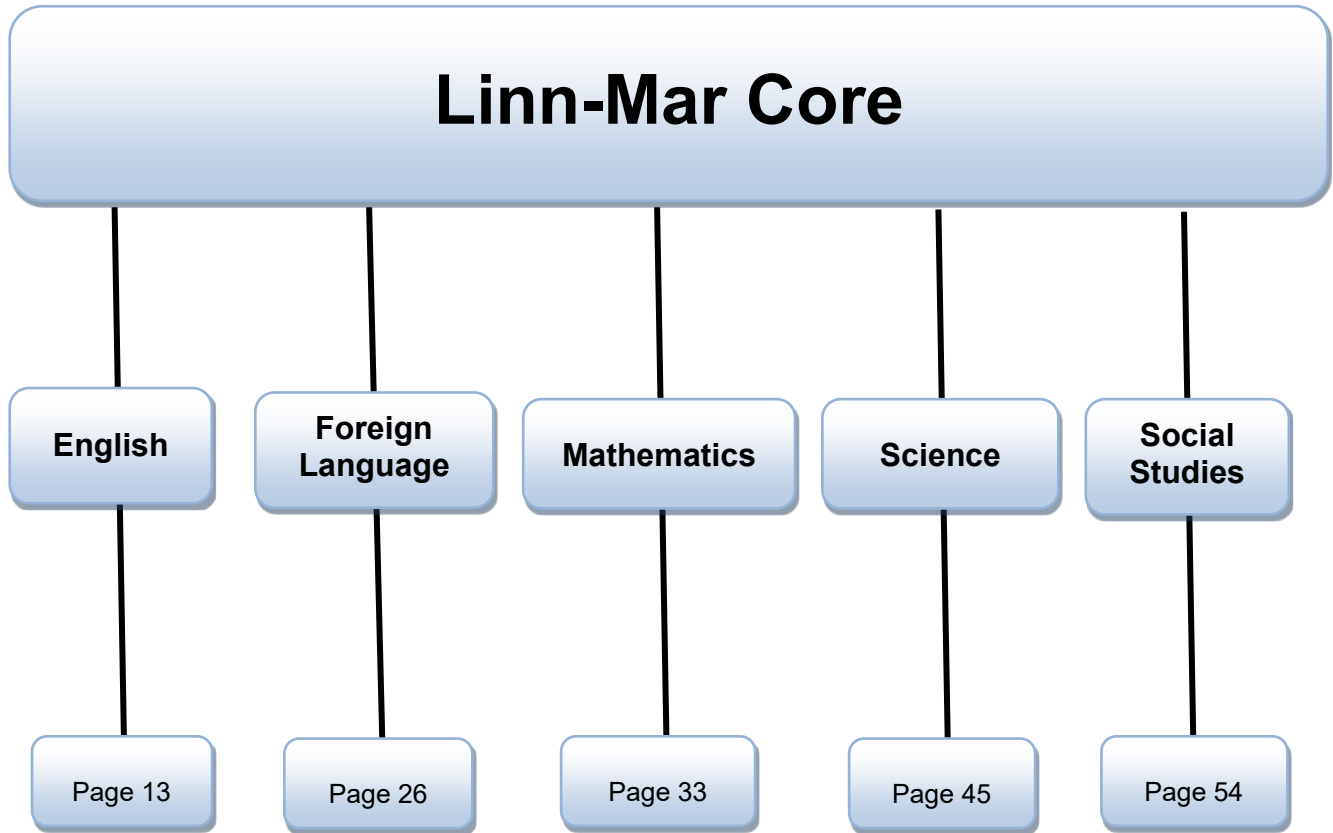 Linn-Mar Core
English
Foreign
Language
Mathematics
Science
Social
Studies
Page 13
Page 26
Page 33
Page 45
Page 54